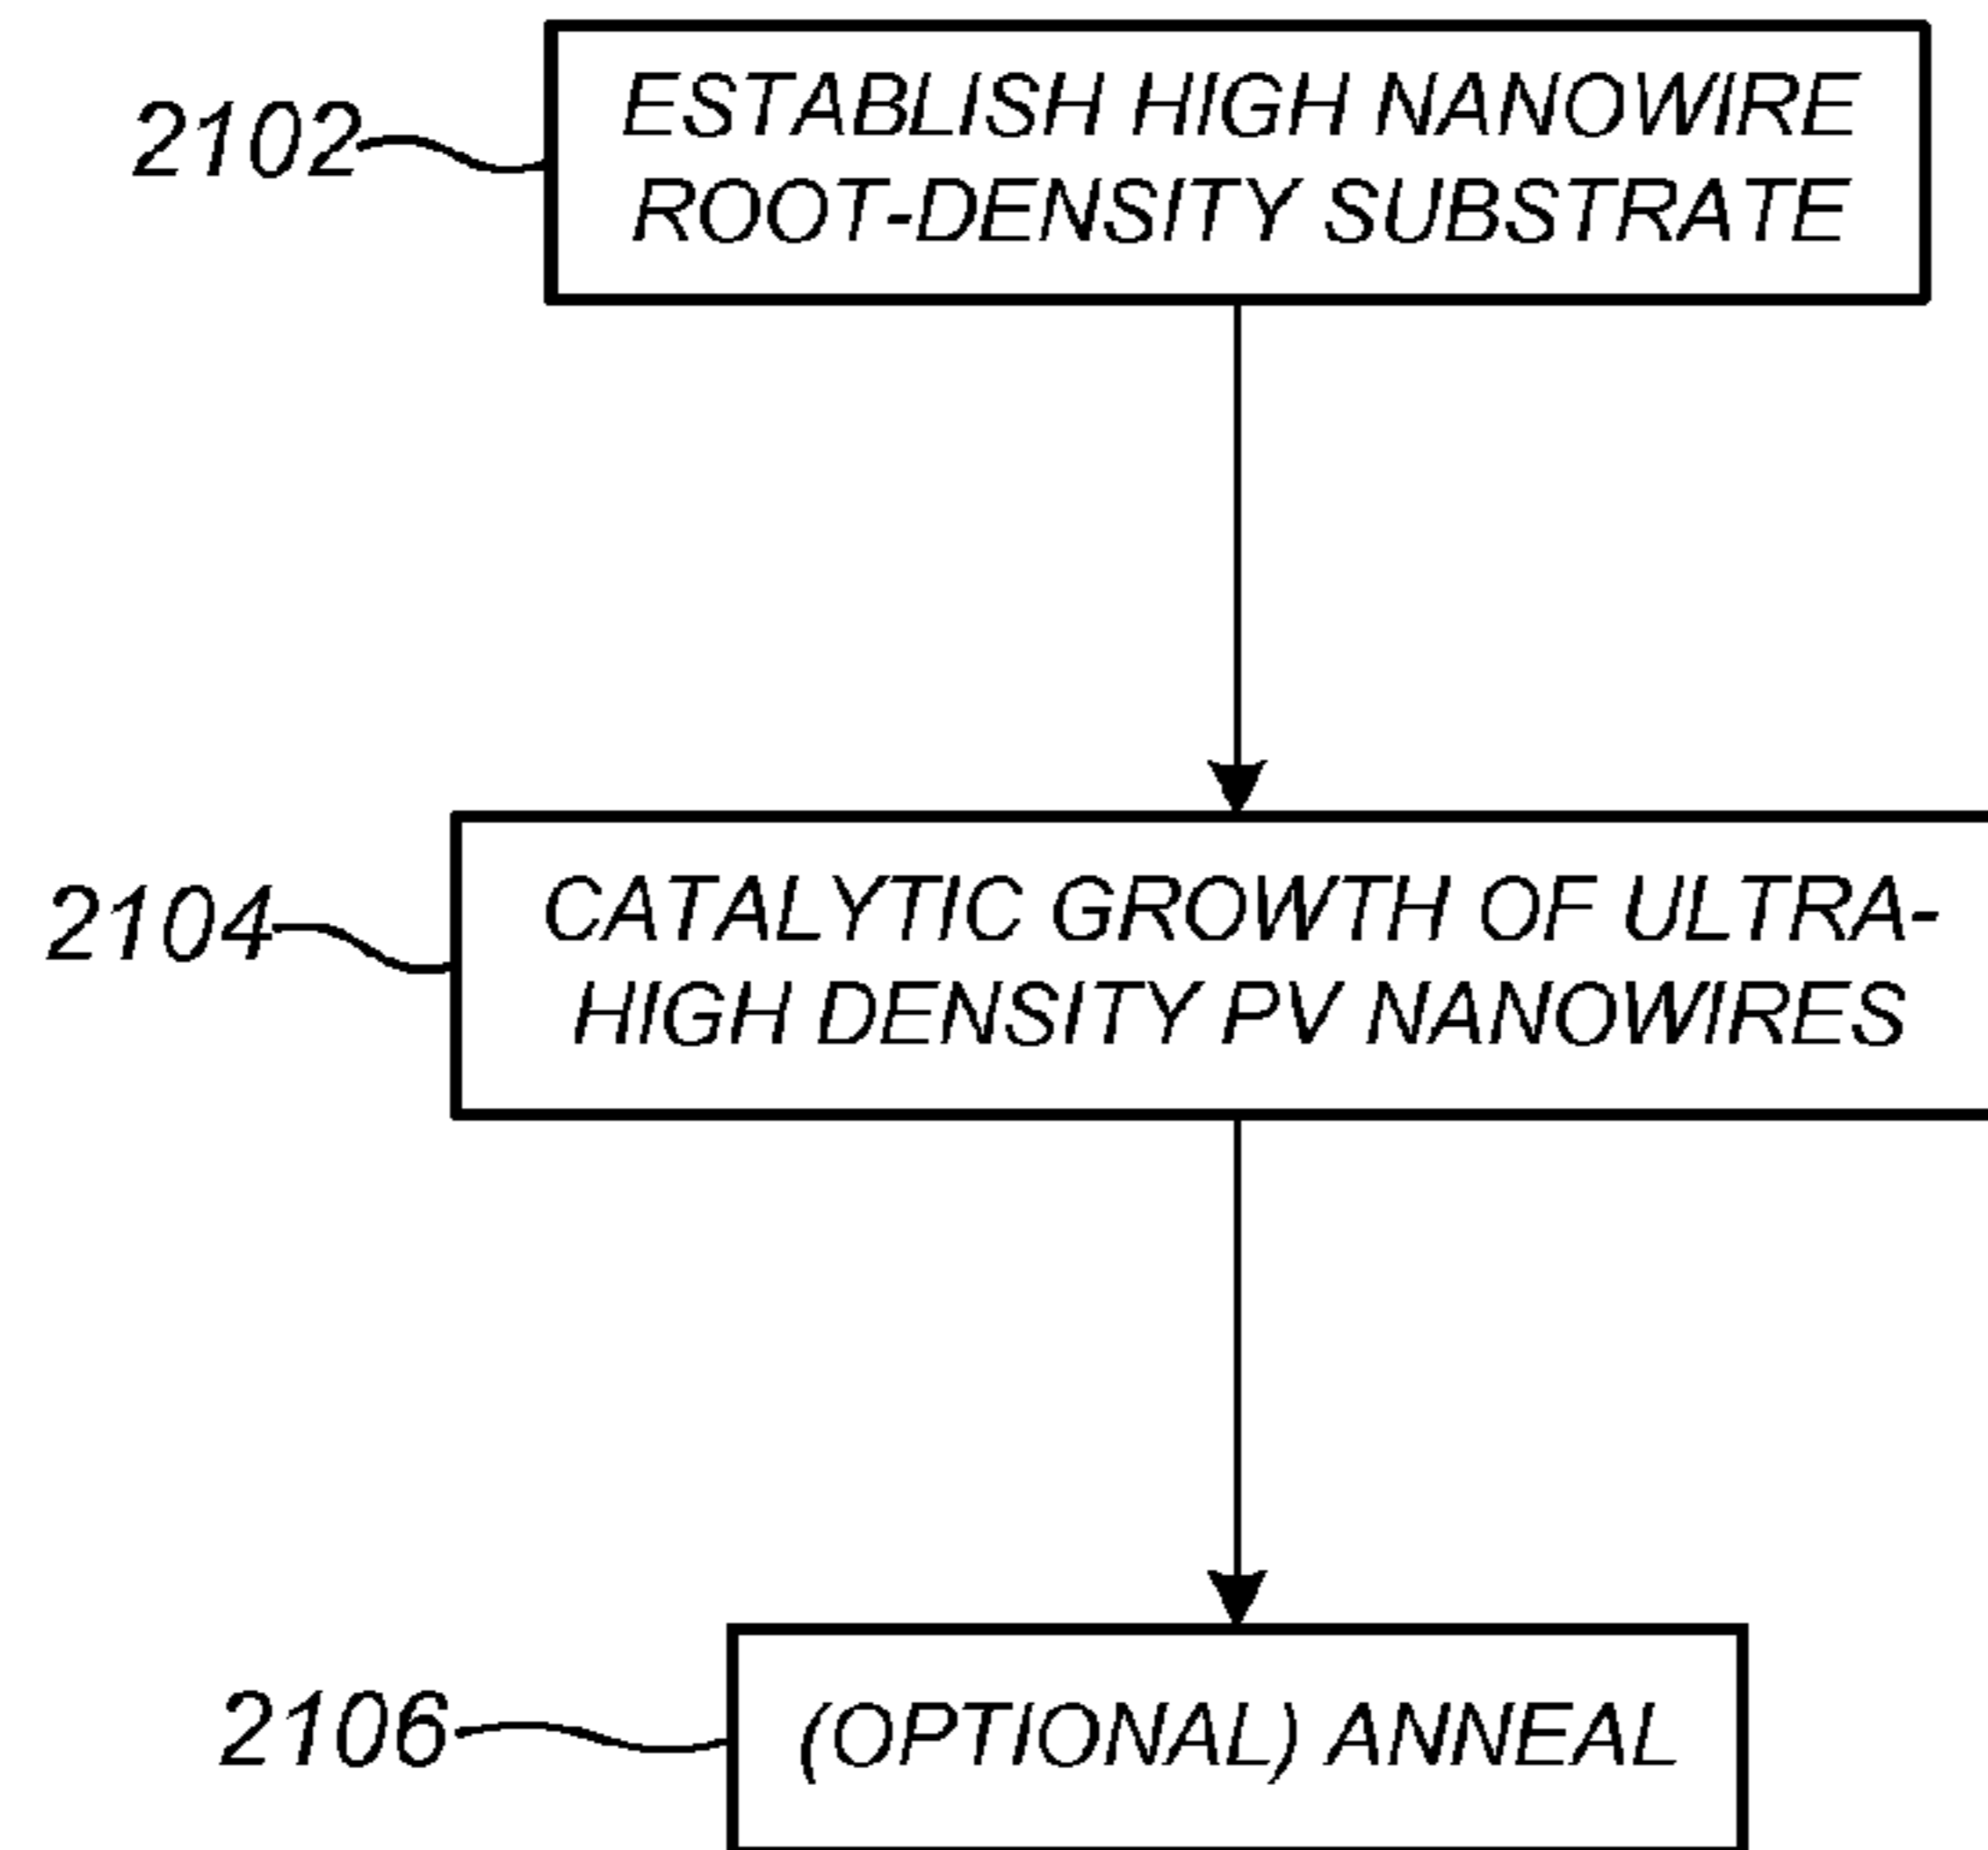 2102
ESTABLISH HIGH NANOWIRE
ROOT-DENSITY SUBSTRATE
2104
CATALYTIC GROWTH OF ULTRA-
HIGH DENSITY PV NANOWIRES
2106
(OPTIONAL) ANNEAL